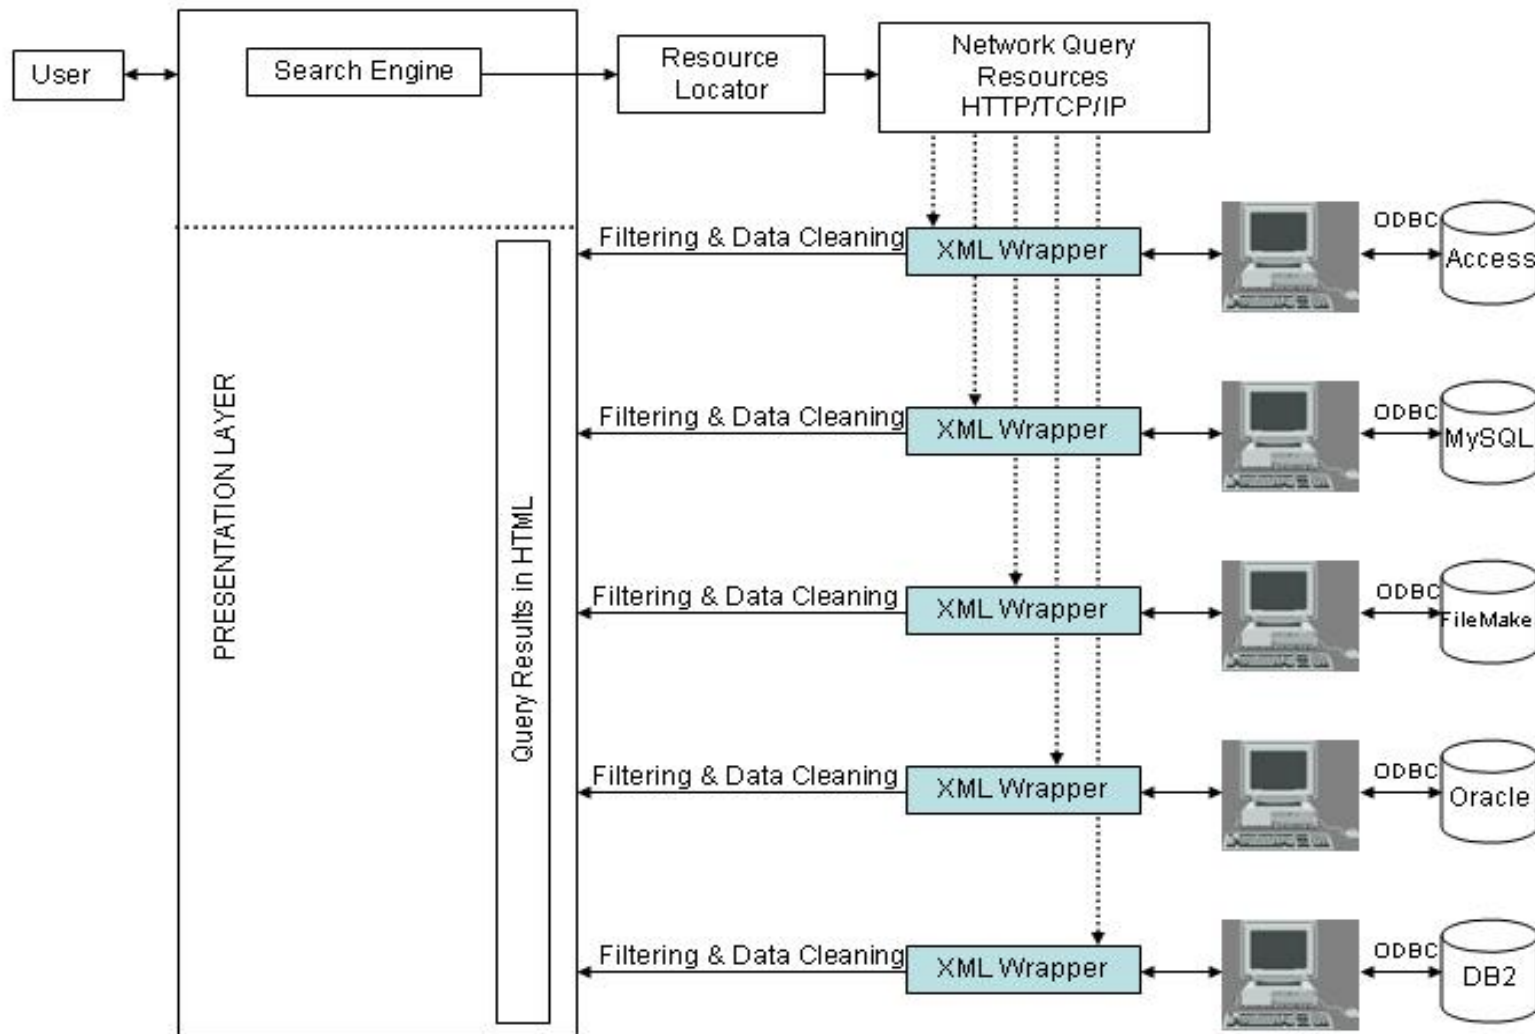 User
Search Engine
Resource
Locator
Network Query
Resources
HTTP/TCP/IP
Filtering & Data Cleaning
XML Wrapper
ODBC
Access
Filtering & Data Cleaning
XML Wrapper
ODBC
MySQL
PRESENTATION LAYER
Query Results in HTML
Filtering & Data Cleaning
XML Wrapper
ODBC
FileMake
Filtering & Data Cleaning
XML Wrapper
ODBC
Oracle
Filtering & Data Cleaning
XML Wrapper
ODBC
DB2